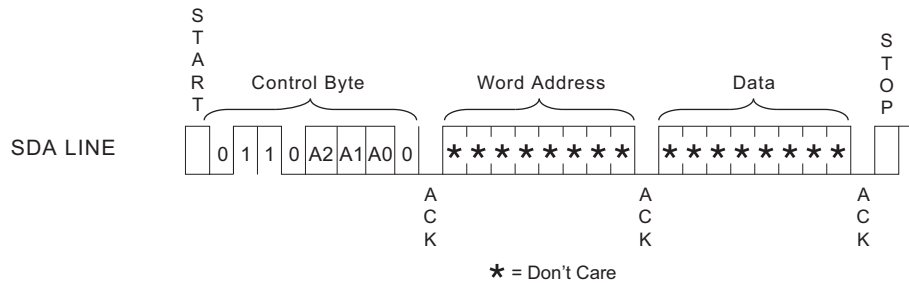 START
STOP
Control Byte
Word Address
Data
SDA LINE
0 1 1 0 A2 A1 A0 0
* * * * * * * *
* * * * * * * *
ACK
ACK
ACK
* = Don't Care